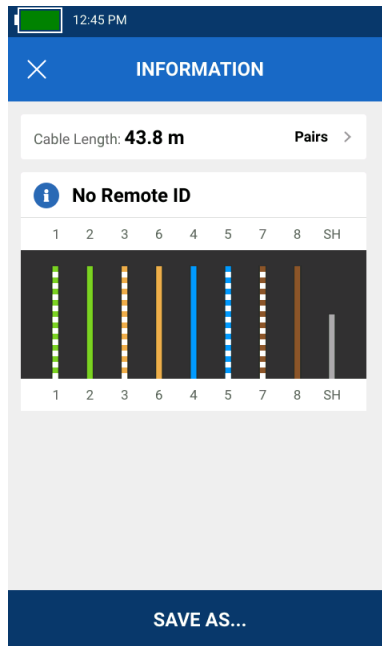 12:45 PM
INFORMATION
Cable Length: 43.8 m Pairs
No Remote ID
1 2 3 6 4 5 7 8 SH
1 2 3 6 4 5 7 8 SH
SAVE AS...